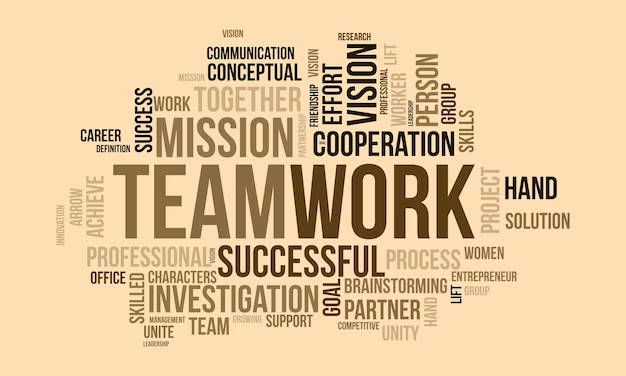 VISION
RESEARCH
COMMUNICATION
CONCEPTUAL
MISSION
VISION
LIFT
PROFESSIONAL
WORKER
PERSON
GROUP
SKILLS
LEADERSHIP
VISION
EFFORT
FRIENDSHIP
PARTNERSHIP
SUCCESS
WORK
TOGETHER
CAREER
DEFINITION
MISSION
COOPERATION
TEAMWORK
INNOVATION
ARROW
ACHIEVE
PROJECT
HAND
SOLUTION
PROFESSIONAL
VISION
SUCCESSFUL
PROCESS
WOMEN
OFFICE
SKILLED
CHARACTERS
INVESTIGATION
GOAL
BRAINSTORMING
ENTREPRENEUR
LIFT
GROUP
PARTNER
HAND
MANAGEMENT
GROWING
SUPPORT
COMPETITIVE
UNITE
TEAM
UNITY
LEADERSHIP